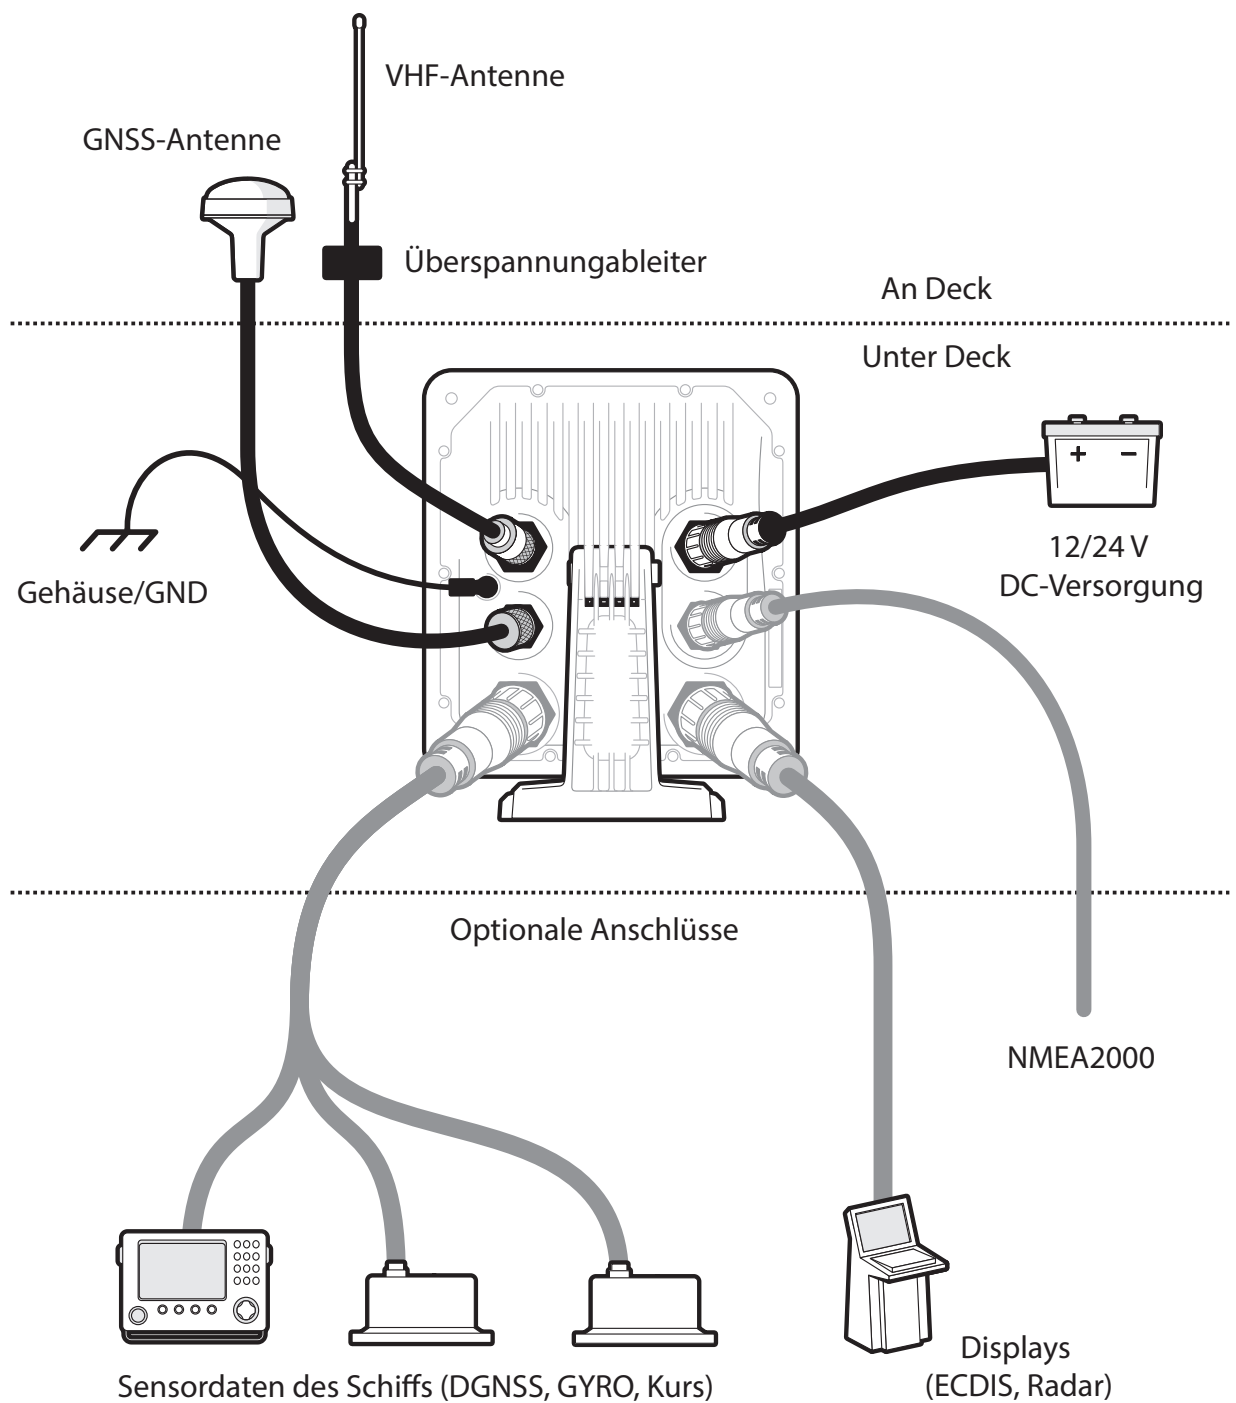 VHF-Antenne
GNSS-Antenne
Überspannungableiter
An Deck
Unter Deck
+ −
12/24 V
DC-Versorgung
Gehäuse/GND
Optionale Anschlüsse
NMEA2000
Displays
(ECDIS, Radar)
Sensordaten des Schiffs (DGNSS, GYRO, Kurs)